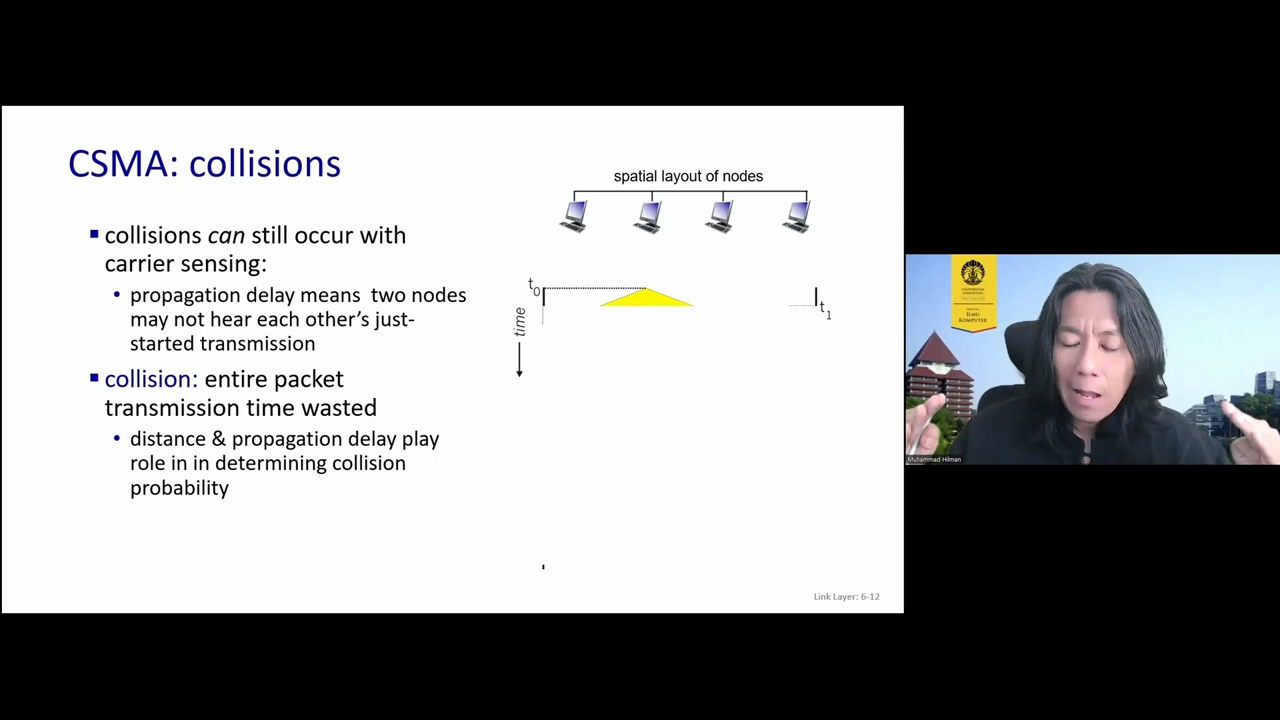 CSMA: collisions
spatial layout of nodes
▪ collisions can still occur with
carrier sensing:
• propagation delay means two nodes
may not hear each other's just-
started transmission
▪ collision: entire packet
transmission time wasted
• distance & propagation delay play
role in in determining collision
probability
t0
time
t1
Link Layer: 6-12
ILMU
KOMPUTER
Muhammad Hilman